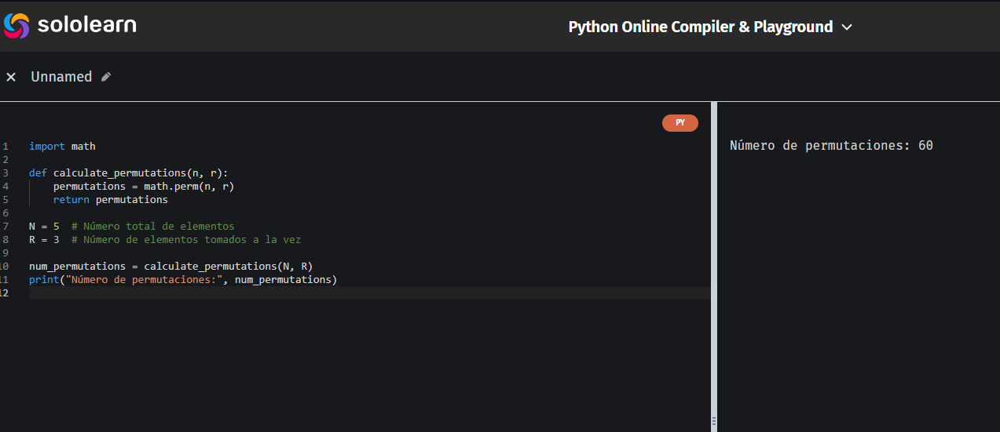 sololearn
Python Online Compiler & Playground
Unnamed
PY
1 import math
2
3 def calculate_permutations(n, r):
4     permutations = math.perm(n, r)
5     return permutations
6
7 N = 5  # Número total de elementos
8 R = 3  # Número de elementos tomados a la vez
9
10 num_permutations = calculate_permutations(N, R)
11 print("Número de permutaciones:", num_permutations)
12
Número de permutaciones: 60